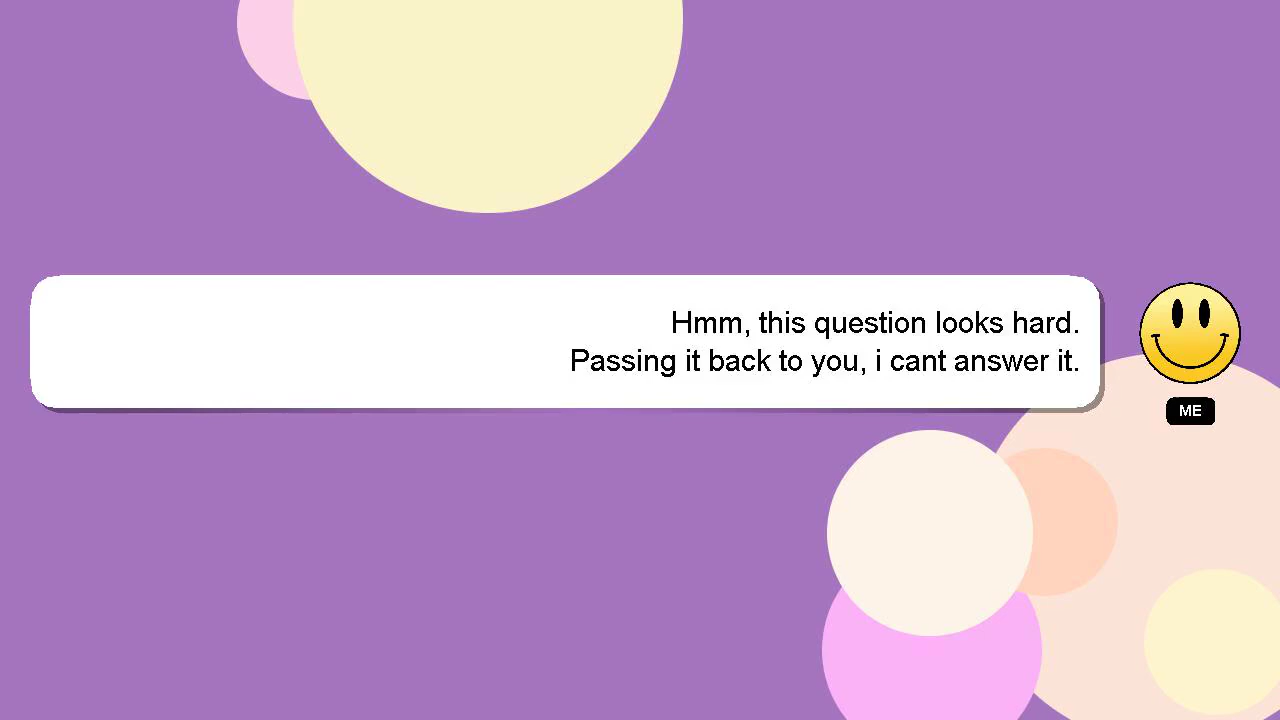 Hmm, this question looks hard.
Passing it back to you, i cant answer it.
ME